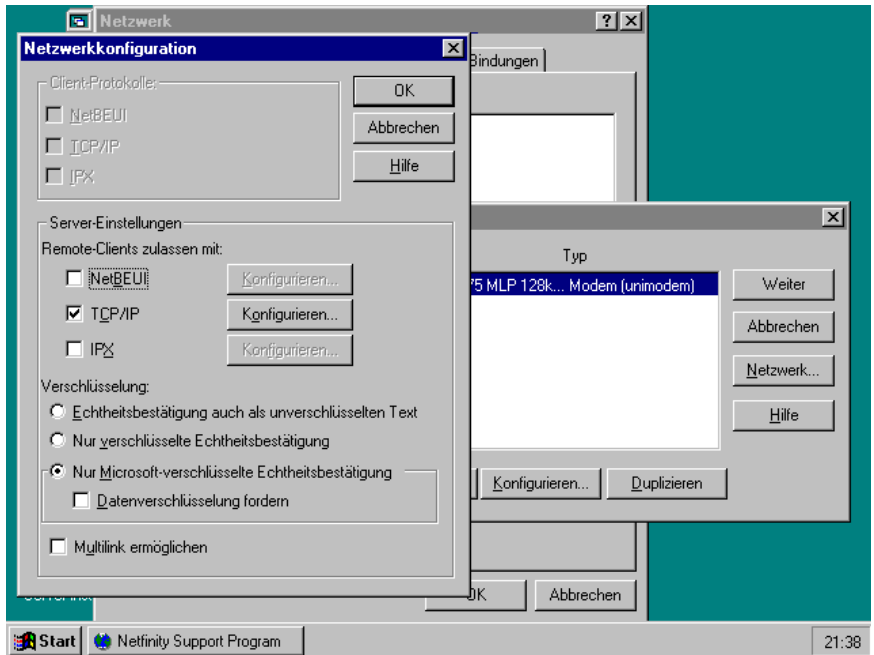 Netzwerk
Netzwerkkonfiguration
Bindungen
Client-Protokolle:
NetBEUI
TCP/IP
IPX
OK
Abbrechen
Hilfe
Server-Einstellungen
Remote-Clients zulassen mit:
NetBEUI Konfigurieren...
TCP/IP Konfigurieren...
IPX Konfigurieren...
Verschlüsselung:
Echtheitsbestätigung auch als unverschlüsselten Text
Nur verschlüsselte Echtheitsbestätigung
Nur Microsoft-verschlüsselte Echtheitsbestätigung
Datenverschlüsselung fordern
Multilink ermöglichen
Typ
75 MLP 128k... Modem (unimodem)
Weiter
Abbrechen
Netzwerk...
Hilfe
Konfigurieren... Duplizieren
OK Abbrechen
Start Netfinity Support Program 21:38